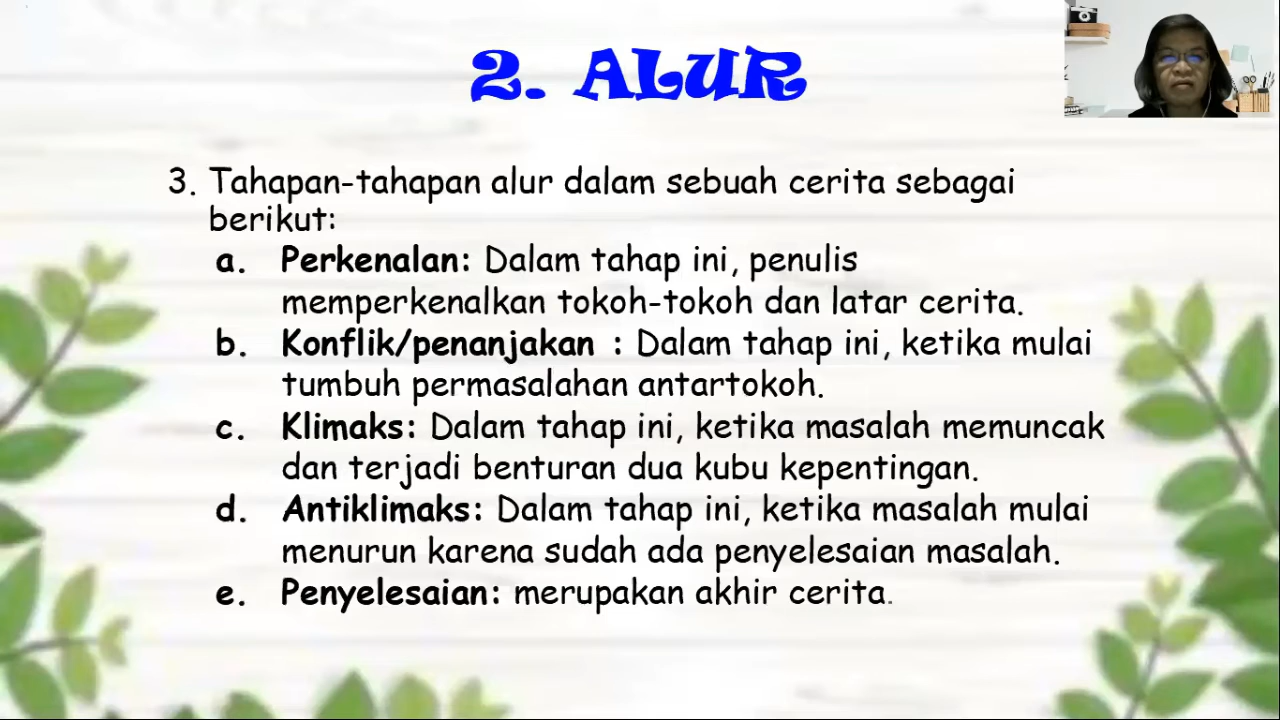 2. ALUR
3. Tahapan-tahapan alur dalam sebuah cerita sebagai
berikut:
a. Perkenalan: Dalam tahap ini, penulis
memperkenalkan tokoh-tokoh dan latar cerita.
b. Konflik/penanjakan : Dalam tahap ini, ketika mulai
tumbuh permasalahan antartokoh.
c. Klimaks: Dalam tahap ini, ketika masalah memuncak
dan terjadi benturan dua kubu kepentingan.
d. Antiklimaks: Dalam tahap ini, ketika masalah mulai
menurun karena sudah ada penyelesaian masalah.
e. Penyelesaian: merupakan akhir cerita.